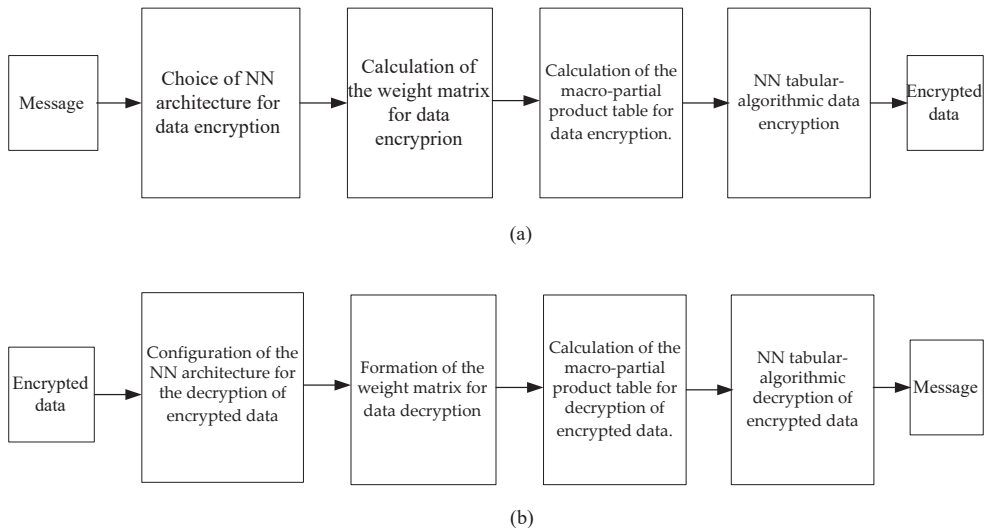 Message
Choice of NN
architecture for
data encryption
Calculation of
the weight matrix
for data
encryprion
Calculation of the
macro-partial
product table for
data encryption.
NN tabular-
algorithmic data
encryption
Encrypted
data
(a)
Encrypted
data
Configuration of the
NN architecture for
the decryption of
encrypted data
Formation of the
weight matrix for
data decryption
Calculation of the
macro-partial
product table for
decryption of
encrypted data.
NN tabular-
algorithmic
decryption of
encrypted data
Message
(b)